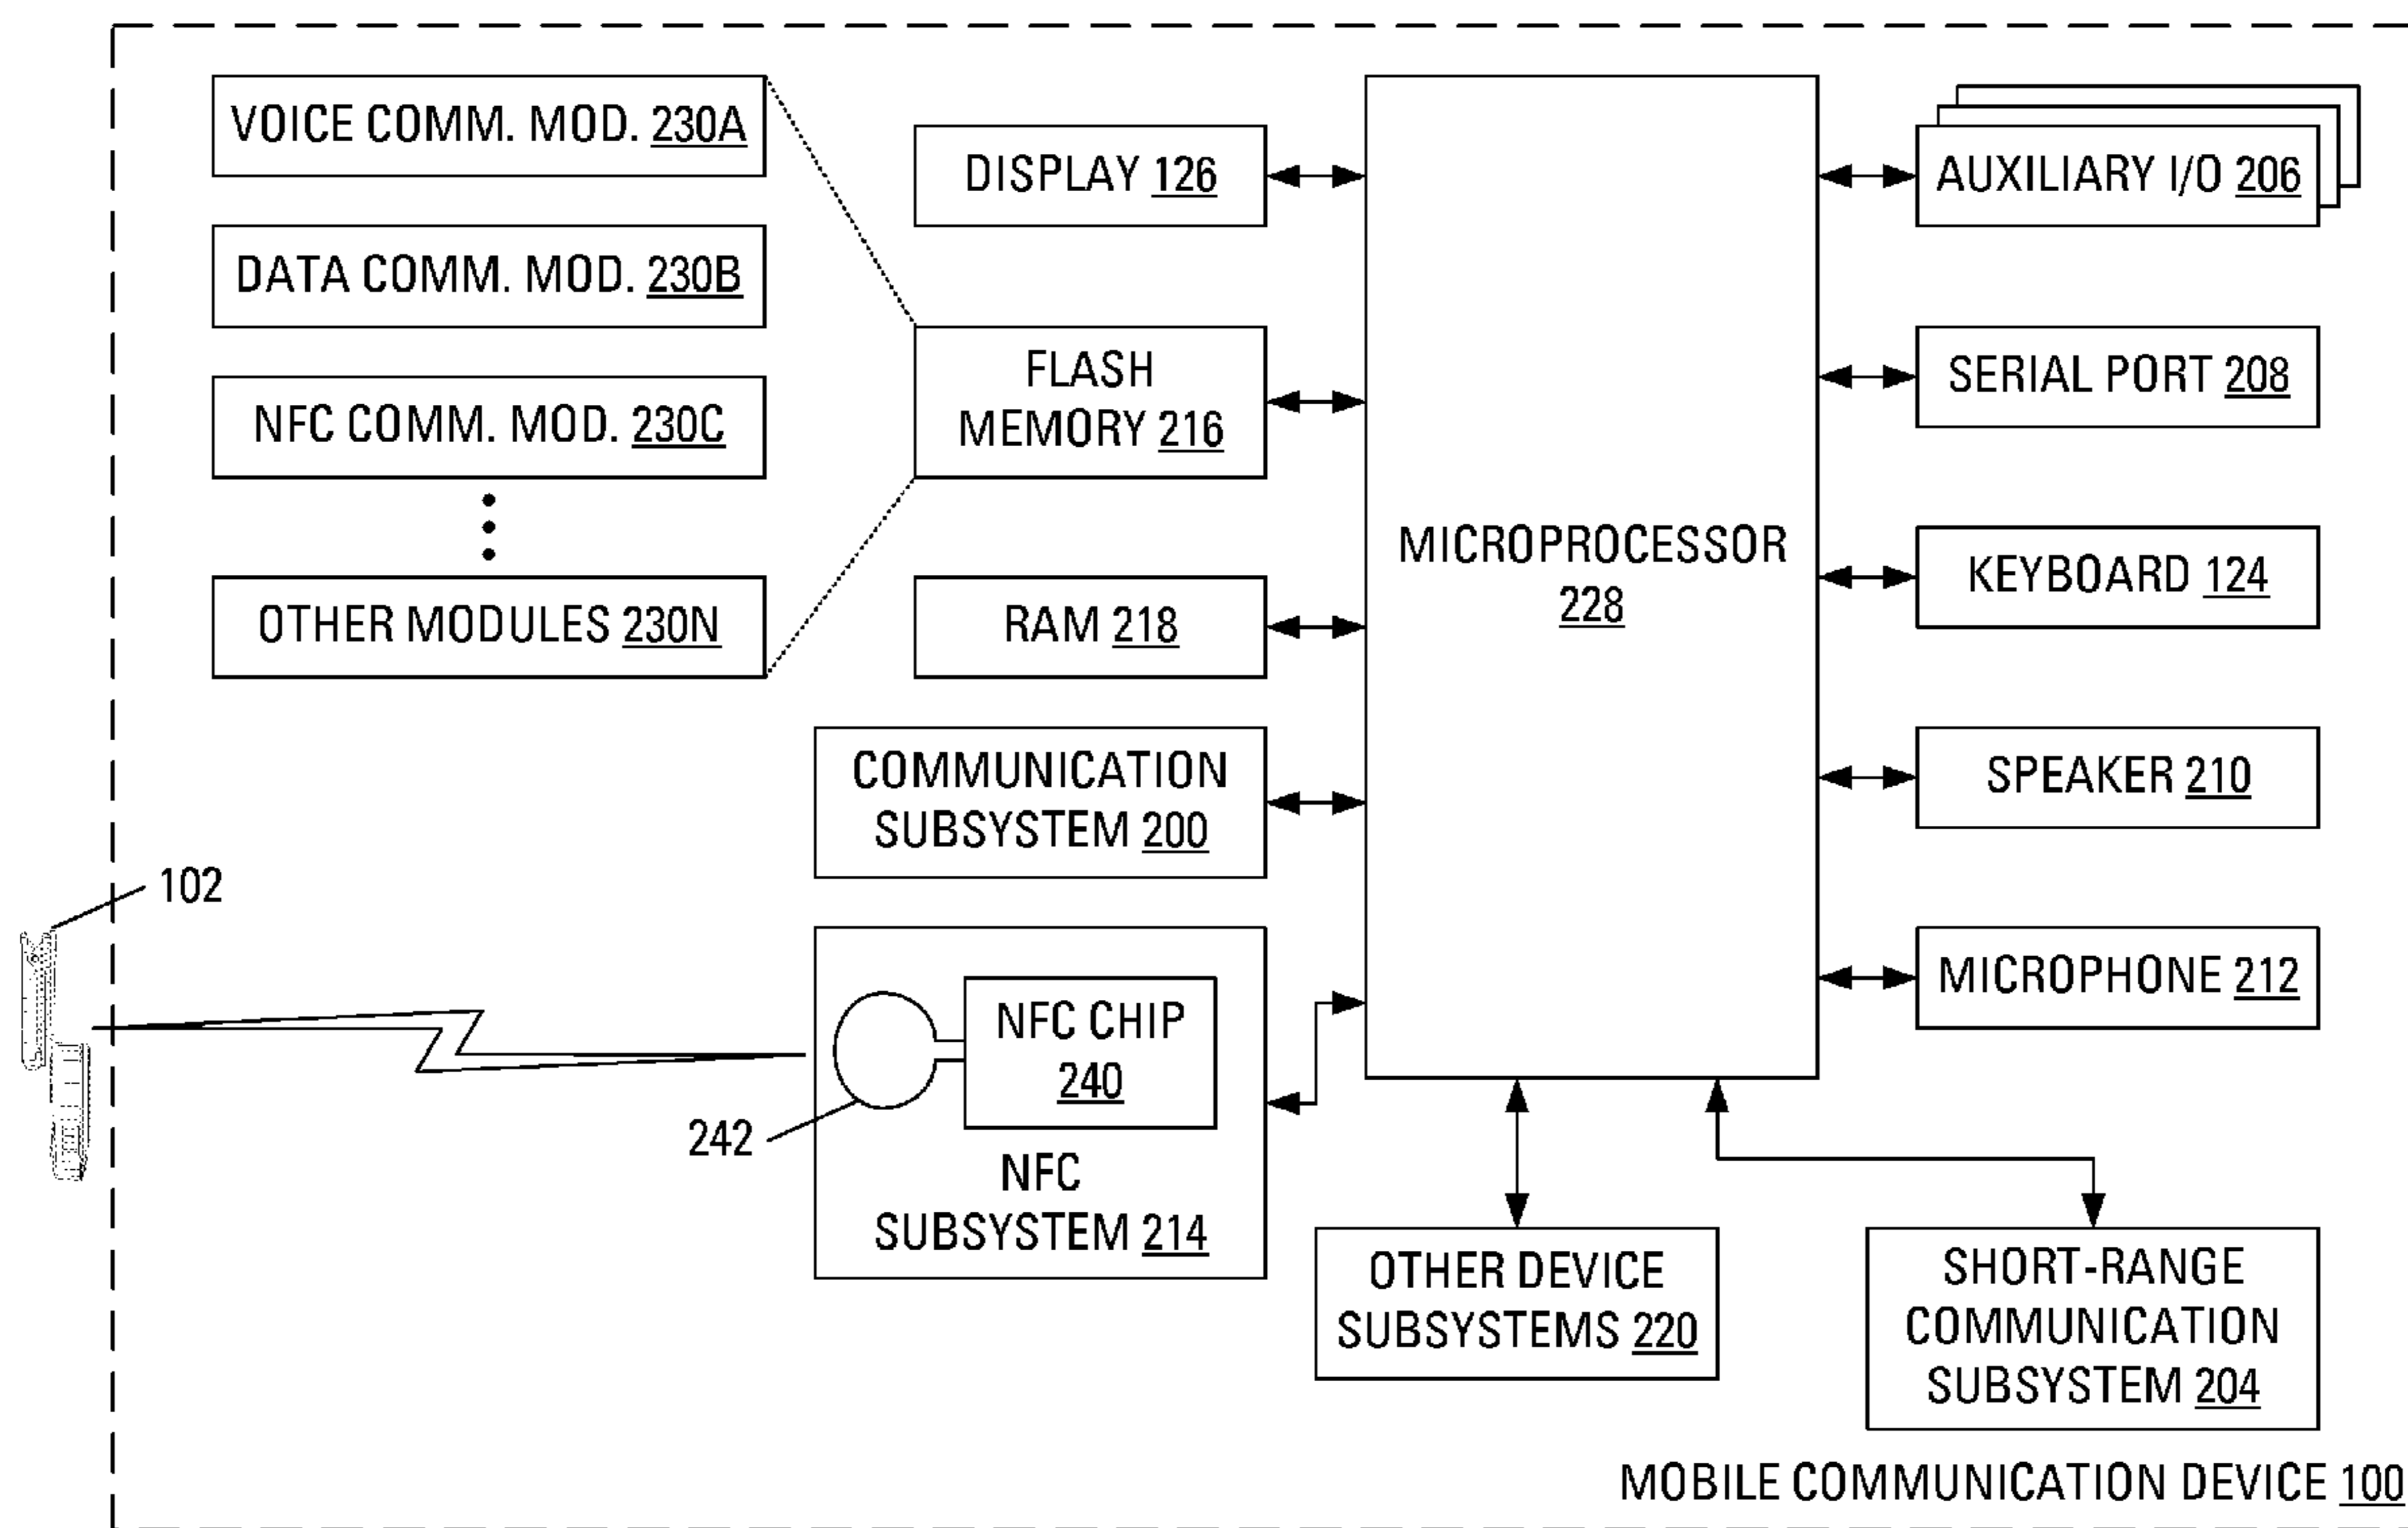 VOICE COMM. MOD. 230A
DATA COMM. MOD. 230B
NFC COMM. MOD. 230C
OTHER MODULES 230N
DISPLAY 126
FLASH
MEMORY 216
RAM 218
COMMUNICATION
SUBSYSTEM 200
102
242
NFC CHIP
240
NFC
SUBSYSTEM 214
MICROPROCESSOR
228
AUXILIARY I/O 206
SERIAL PORT 208
KEYBOARD 124
SPEAKER 210
MICROPHONE 212
OTHER DEVICE
SUBSYSTEMS 220
SHORT-RANGE
COMMUNICATION
SUBSYSTEM 204
MOBILE COMMUNICATION DEVICE 100